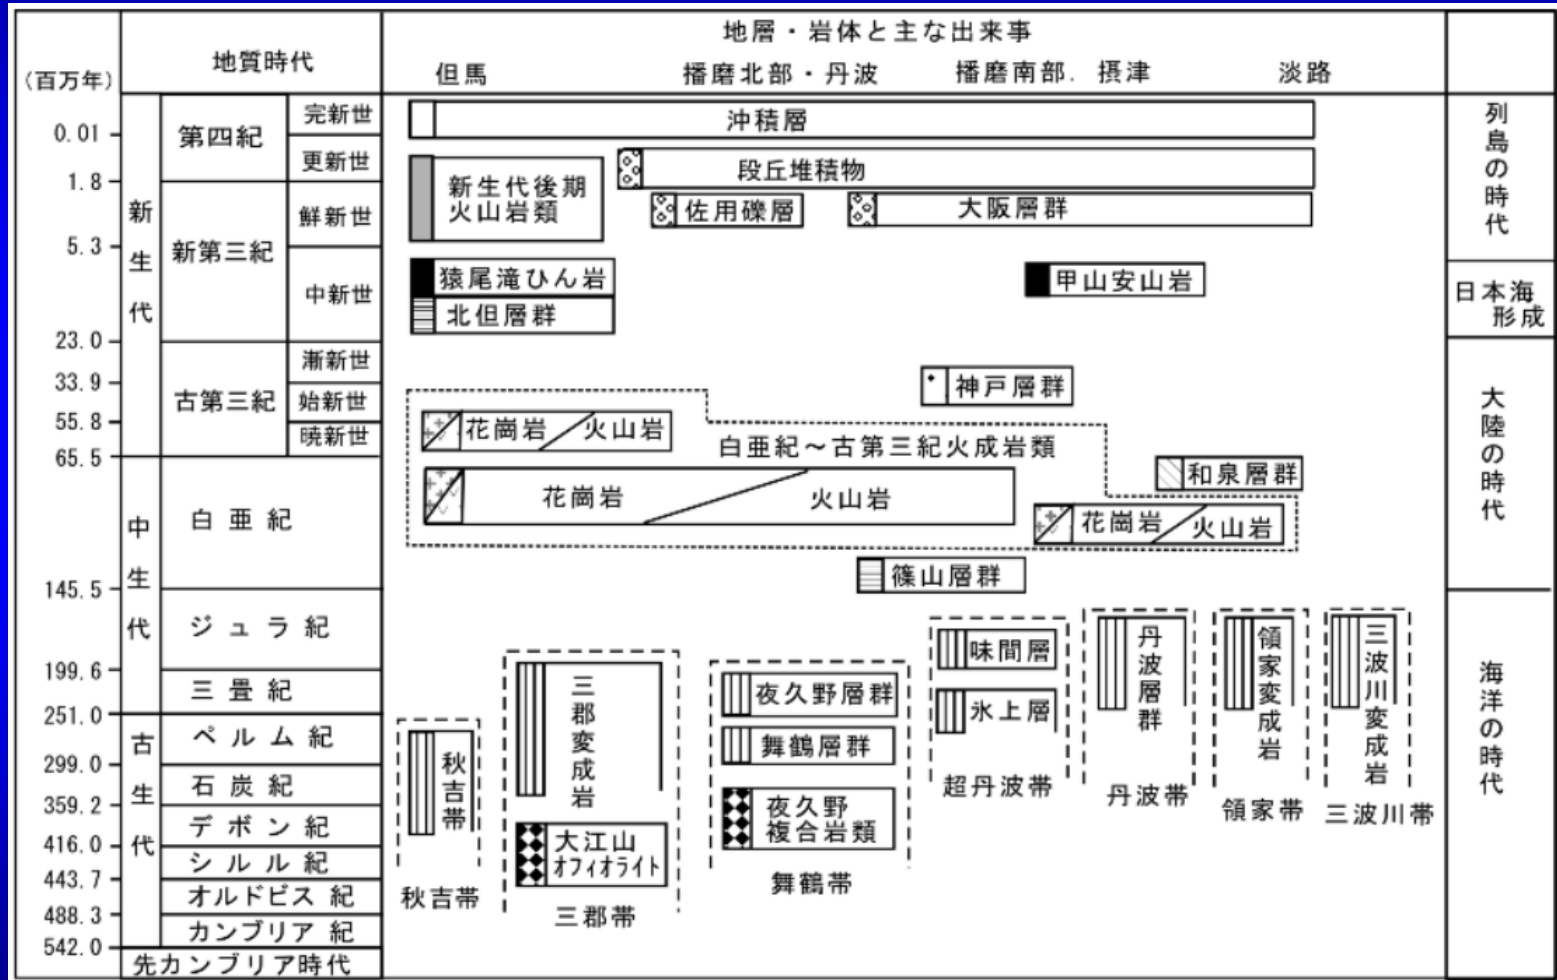 地層・岩体と主な出来事
(百万年)
地質時代
但馬
播磨北部・丹波
播磨南部.
摂津
淡路
新生代
中生代
古生代
第四紀
新第三紀
古第三紀
白亜紀
ジュラ紀
三畳紀
ペルム紀
石炭紀
デボン紀
シルル紀
オルドビス紀
カンブリア紀
先カンブリア時代
完新世
更新世
鮮新世
中新世
漸新世
始新世
暁新世
0.01
1.8
5.3
23.0
33.9
55.8
65.5
145.5
199.6
251.0
299.0
359.2
416.0
443.7
488.3
542.0
沖積層
段丘堆積物
新生代後期
火山岩類
佐用礫層
大阪層群
猿尾滝ひん岩
甲山安山岩
北但層群
神戸層群
花崗岩
火山岩
白亜紀～古第三紀火成岩類
和泉層群
花崗岩
火山岩
花崗岩
火山岩
篠山層群
秋吉帯
秋吉帯
三郡変成岩
大江山
オフィオライト
三郡帯
夜久野層群
舞鶴層群
夜久野
複合岩類
舞鶴帯
味間層
氷上層
超丹波帯
丹波層群
丹波帯
領家変成岩
領家帯
三波川変成岩
三波川帯
列島の時代
日本海
形成
大陸の時代
海洋の時代